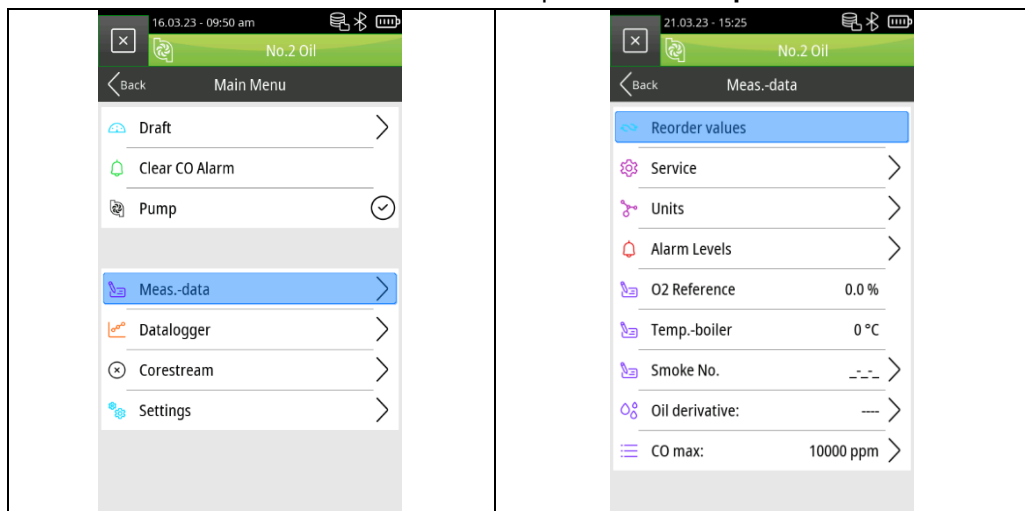 16.03.23 - 09:50 am
No.2 Oil
Back Main Menu
Draft
Clear CO Alarm
Pump
Meas.-data
Datalogger
Corestream
Settings
21.03.23 - 15:25
No.2 Oil
Back Meas.-data
Reorder values
Service
Units
Alarm Levels
O2 Reference 0.0 %
Temp.-boiler 0 °C
Smoke No. _-_-_
Oil derivative: ----
CO max: 10000 ppm